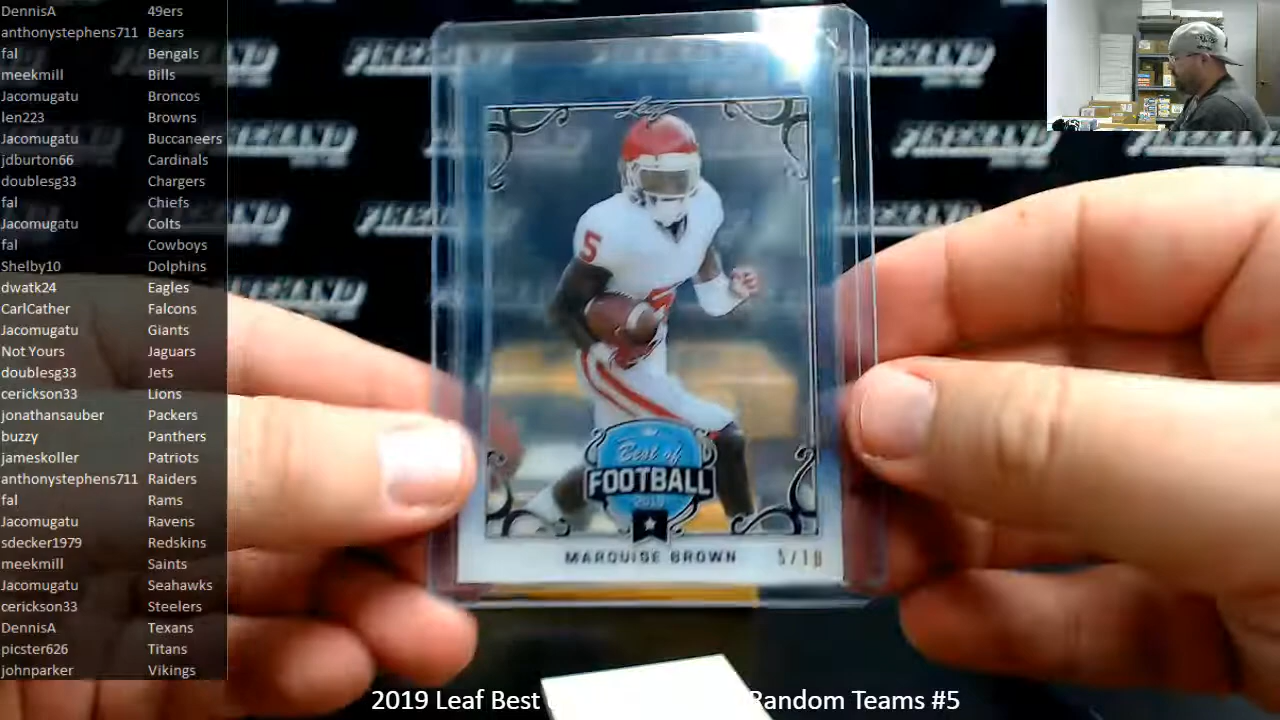 DennisA 49ers
anthonystephens711 Bears
fal Bengals
meekmill Bills
Jacomugatu Broncos
len223 Browns
Jacomugatu Buccaneers
jdburton66 Cardinals
doublesg33 Chargers
fal Chiefs
Jacomugatu Colts
fal Cowboys
Shelby10 Dolphins
dwatk24 Eagles
CarlCather Falcons
Jacomugatu Giants
Not Yours Jaguars
doublesg33 Jets
cerickson33 Lions
jonathansauber Packers
buzzy Panthers
jameskoller Patriots
anthonystephens711 Raiders
fal Rams
Jacomugatu Ravens
sdecker1979 Redskins
meekmill Saints
Jacomugatu Seahawks
cerickson33 Steelers
DennisA Texans
picster626 Titans
johnparker Vikings
Leaf
5
Best of
FOOTBALL
2019
MARQUISE BROWN 5/10
FIREHAND
2019 Leaf Best Random Teams #5